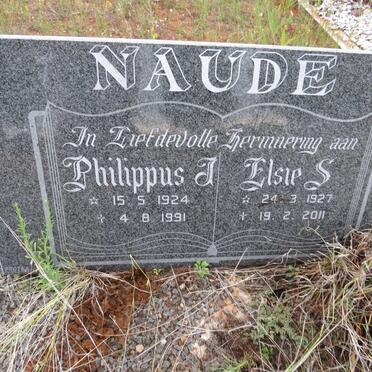 NAUDE
In Liefdevolle Herinnering aan
Philippus J Elsie S
☆ 15.5.1924 ☆ 24.3.1927
+ 4.8.1991 + 19.2.2011